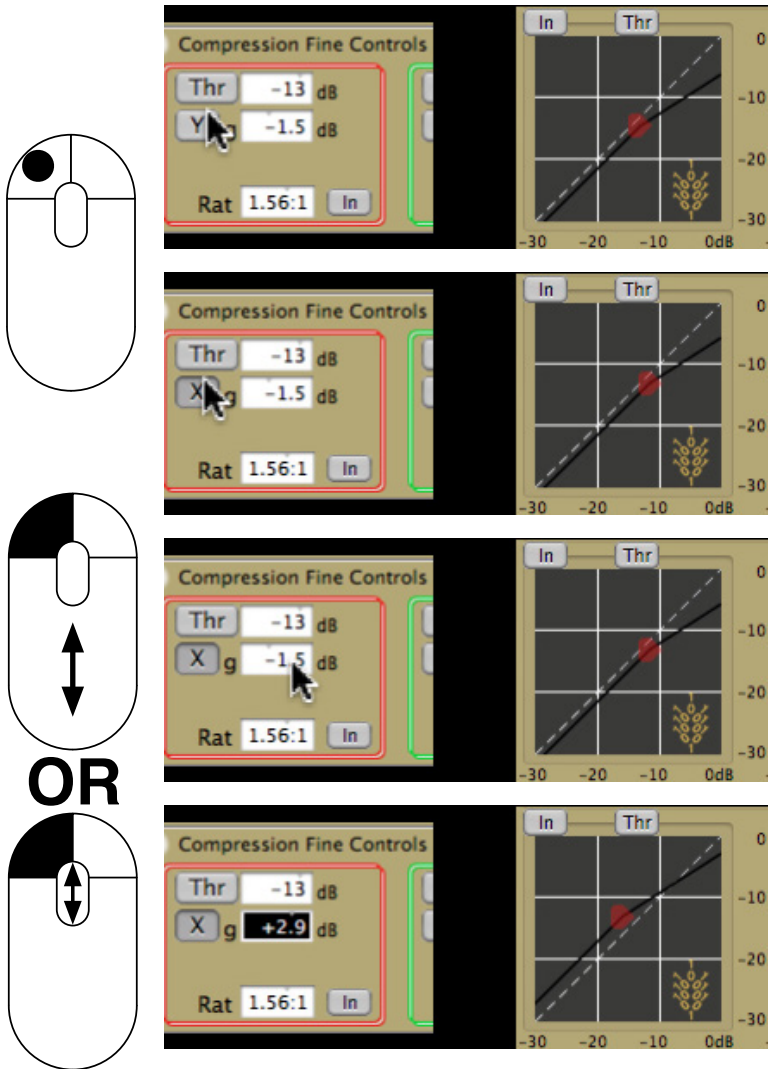 In Thr
Compression Fine Controls
0
Thr -13 dB
-10
Y g -1.5 dB
-20
Rat 1.56:1 In
-30
-30 -20 -10 0dB
In Thr
Compression Fine Controls
0
Thr -13 dB
-10
X g -1.5 dB
-20
Rat 1.56:1 In
-30
-30 -20 -10 0dB
In Thr
Compression Fine Controls
0
Thr -13 dB
-10
X g -1.5 dB
-20
Rat 1.56:1 In
-30
-30 -20 -10 0dB
OR
In Thr
Compression Fine Controls
0
Thr -13 dB
-10
X g +2.9 dB
-20
Rat 1.56:1 In
-30
-30 -20 -10 0dB